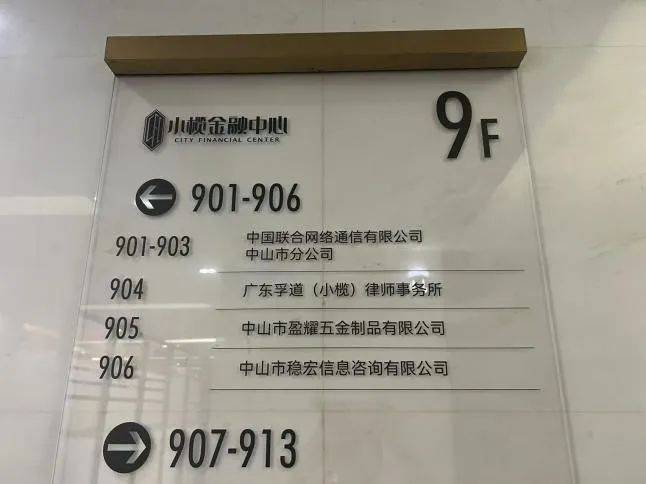 小榄金融中心
CITY FINANCIAL CENTER
9F
901-906
901-903 中国联合网络通信有限公司
中山市分公司
904 广东孚道（小榄）律师事务所
905 中山市盈耀五金制品有限公司
906 中山市稳宏信息咨询有限公司
907-913